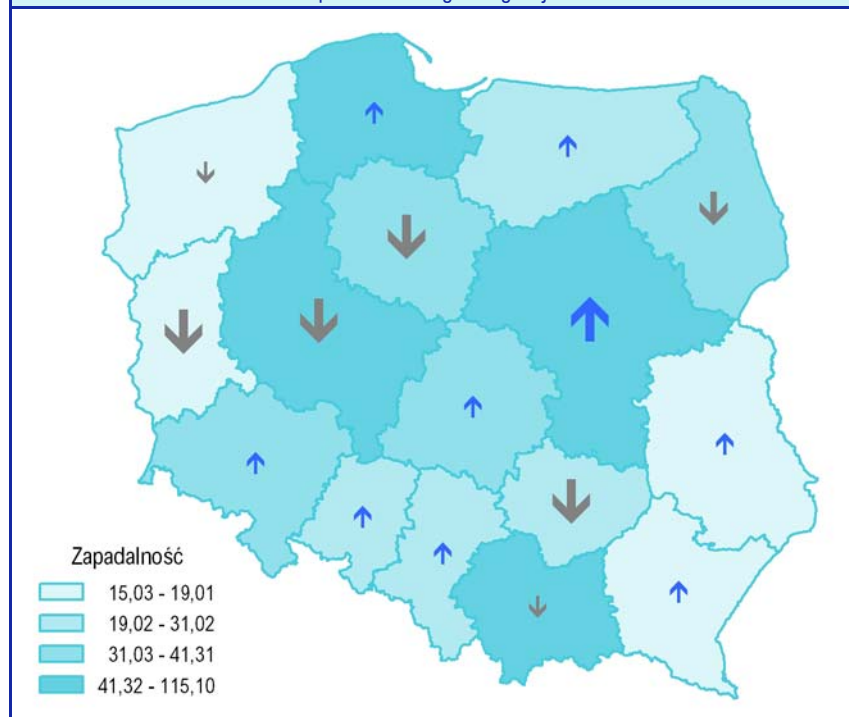 Zapadalność
15,03 - 19,01
19,02 - 31,02
31,03 - 41,31
41,32 - 115,10